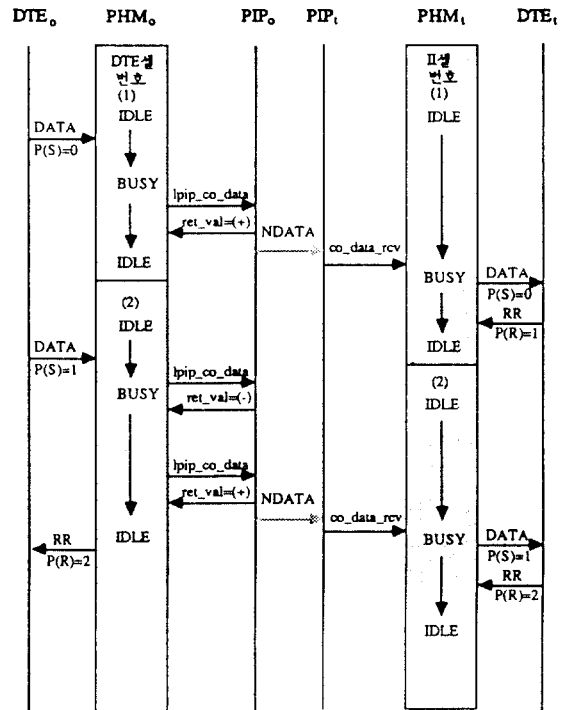 DTEₒ PHMₒ PIPₒ PIPₜ PHMₜ DTEₜ
DTE셀 번호
(1)
IDLE
II셀 번호
(1)
IDLE
DATA
P(S)=0
BUSY
lpip_co_data
ret_val=(+)
NDATA
co_data_rcv
IDLE
BUSY
DATA
P(S)=0
RR
P(R)=1
IDLE
(2)
IDLE
DATA
P(S)=1
BUSY
lpip_co_data
ret_val=(-)
(2)
IDLE
lpip_co_data
ret_val=(+)
NDATA
co_data_rcv
IDLE
RR
P(R)=2
BUSY
DATA
P(S)=1
RR
P(R)=2
IDLE